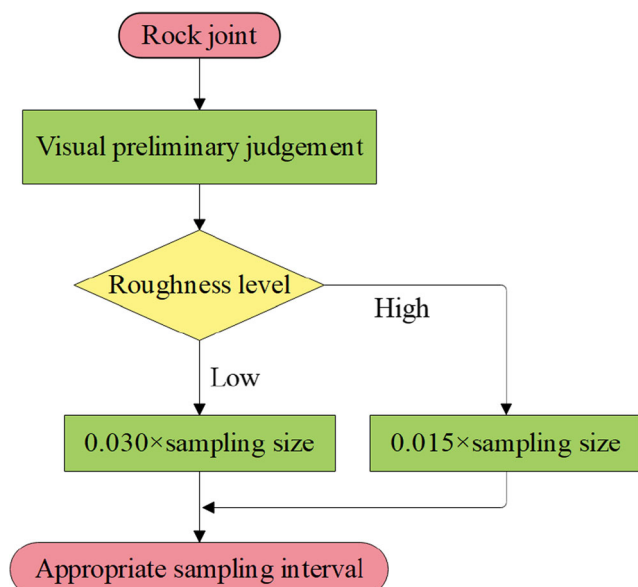 Rock joint
Visual preliminary judgement
Roughness level
High
Low
0.030×sampling size
0.015×sampling size
Appropriate sampling interval